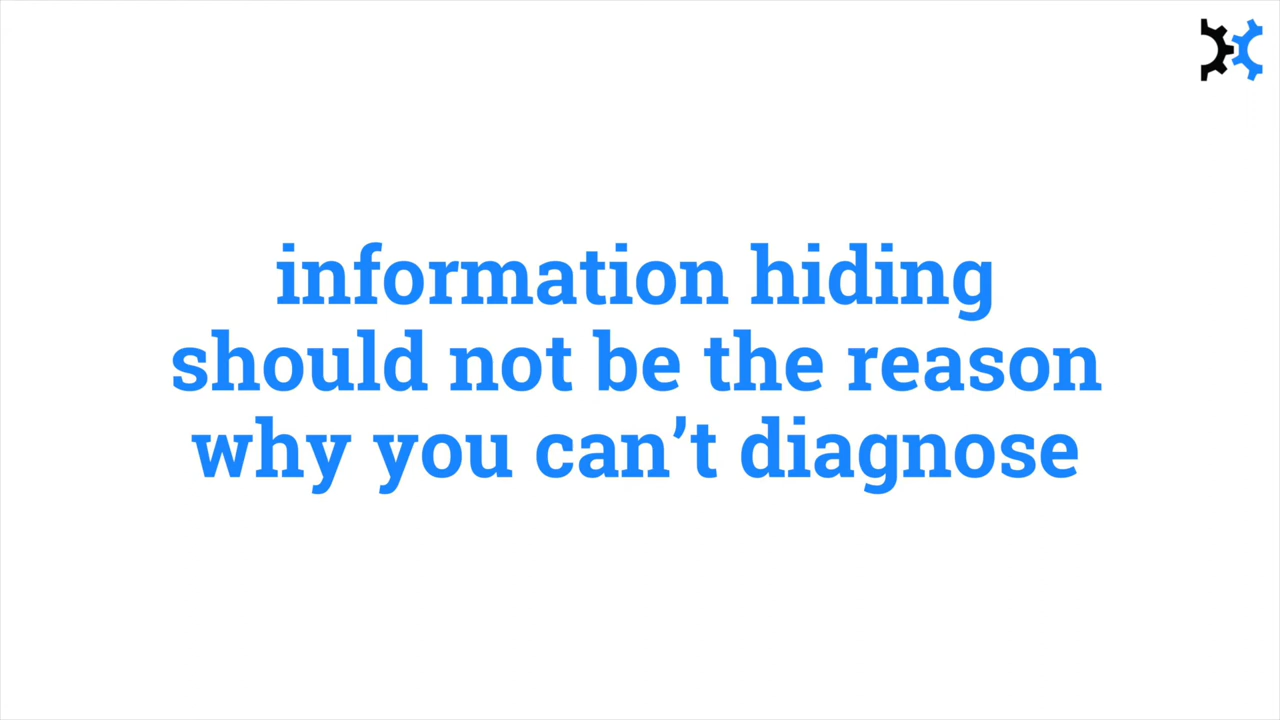 information hiding
should not be the reason
why you can’t diagnose